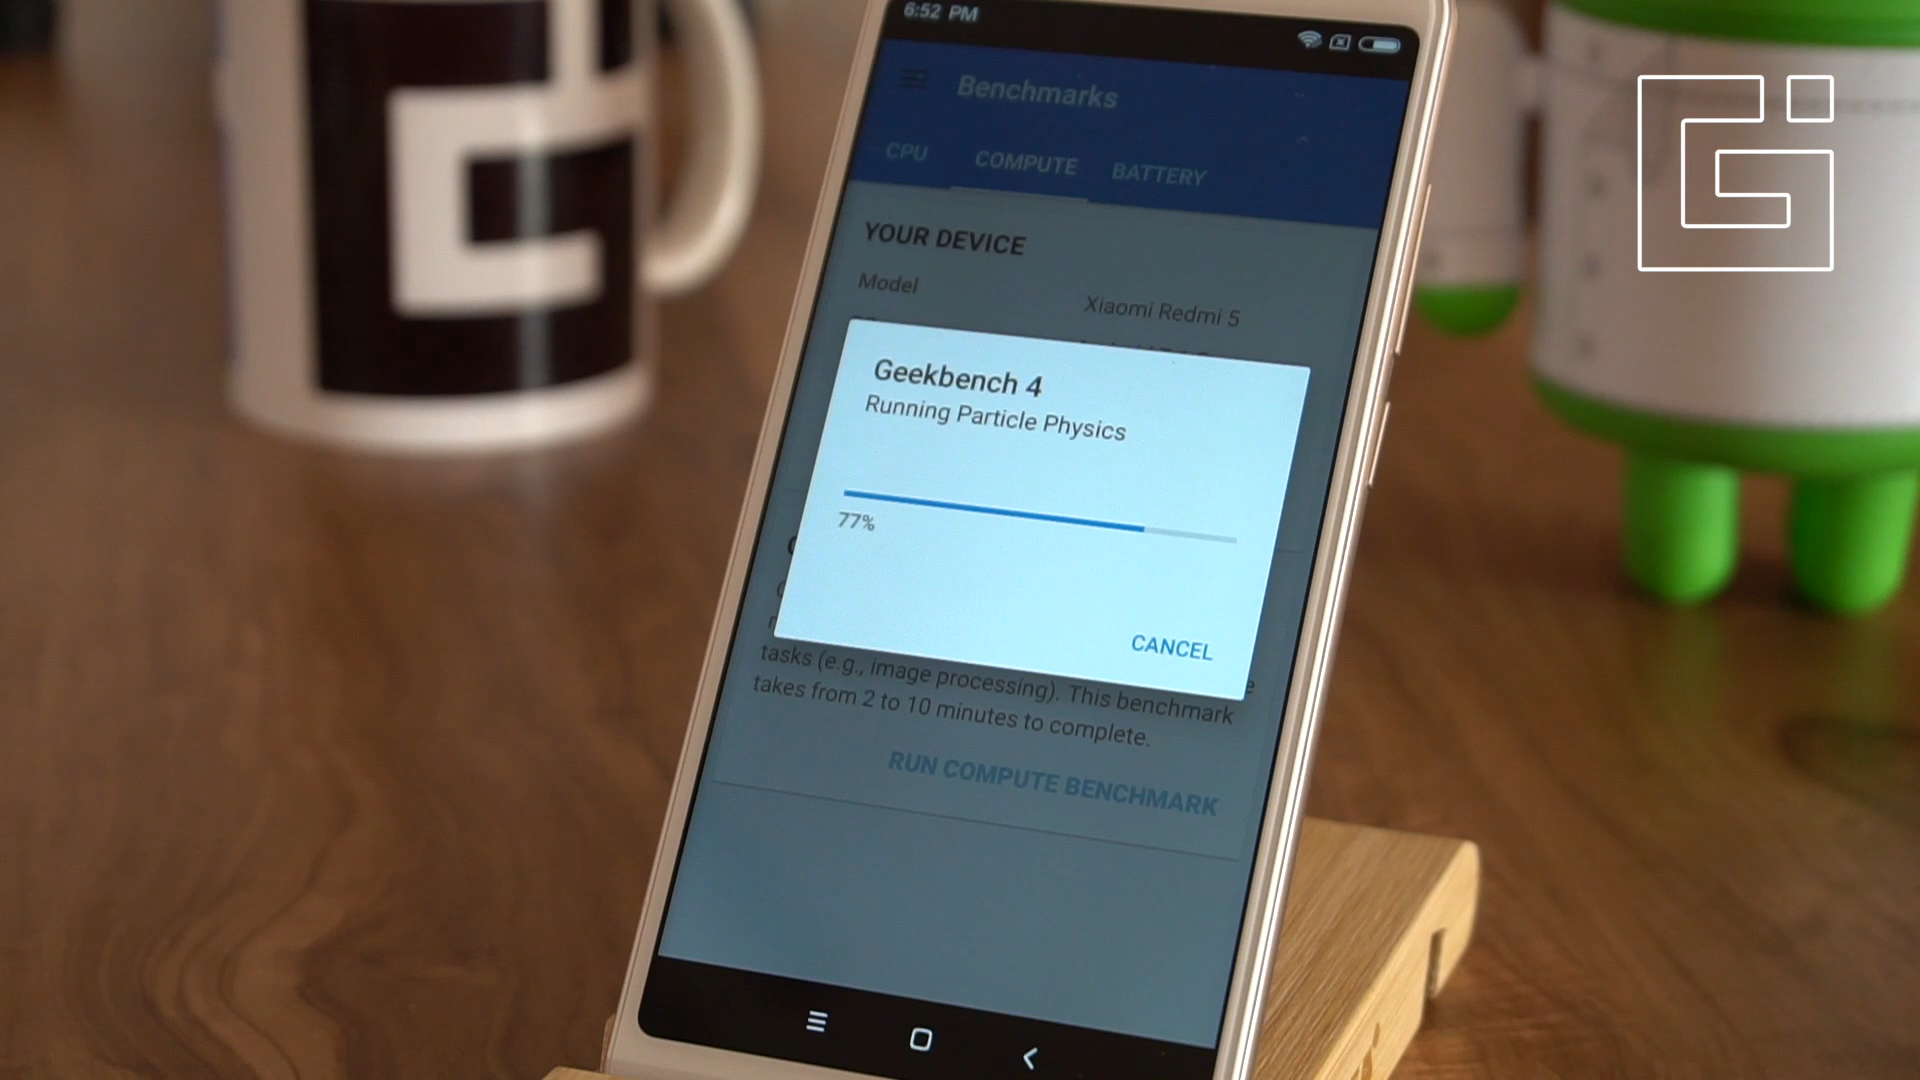 6:52 PM
Benchmarks
CPU COMPUTE BATTERY
YOUR DEVICE
Model Xiaomi Redmi 5
Geekbench 4
Running Particle Physics
77%
CANCEL
tasks (e.g., image processing). This benchmark
takes from 2 to 10 minutes to complete.
RUN COMPUTE BENCHMARK